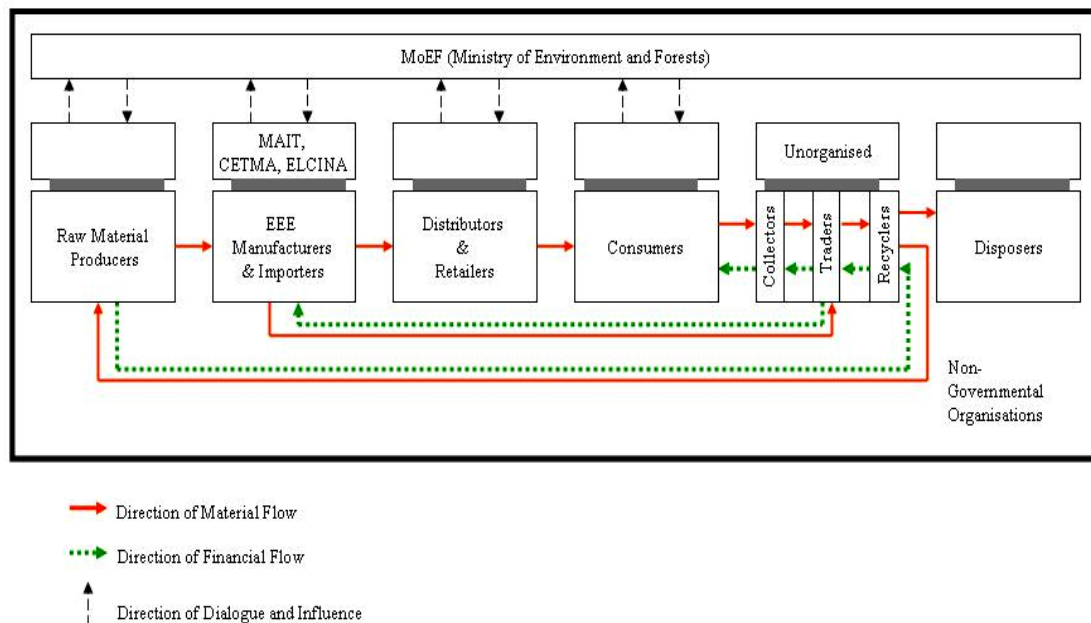 MoEF (Ministry of Environment and Forests)
MAIT,
CETMA, ELCINA
Unorganised
Raw Material
Producers
EEE
Manufacturers
& Importers
Distributors
&
Retailers
Consumers
Collectors
Traders
Recyclers
Disposers
Non-
Governmental
Organisations
Direction of Material Flow
Direction of Financial Flow
Direction of Dialogue and Influence